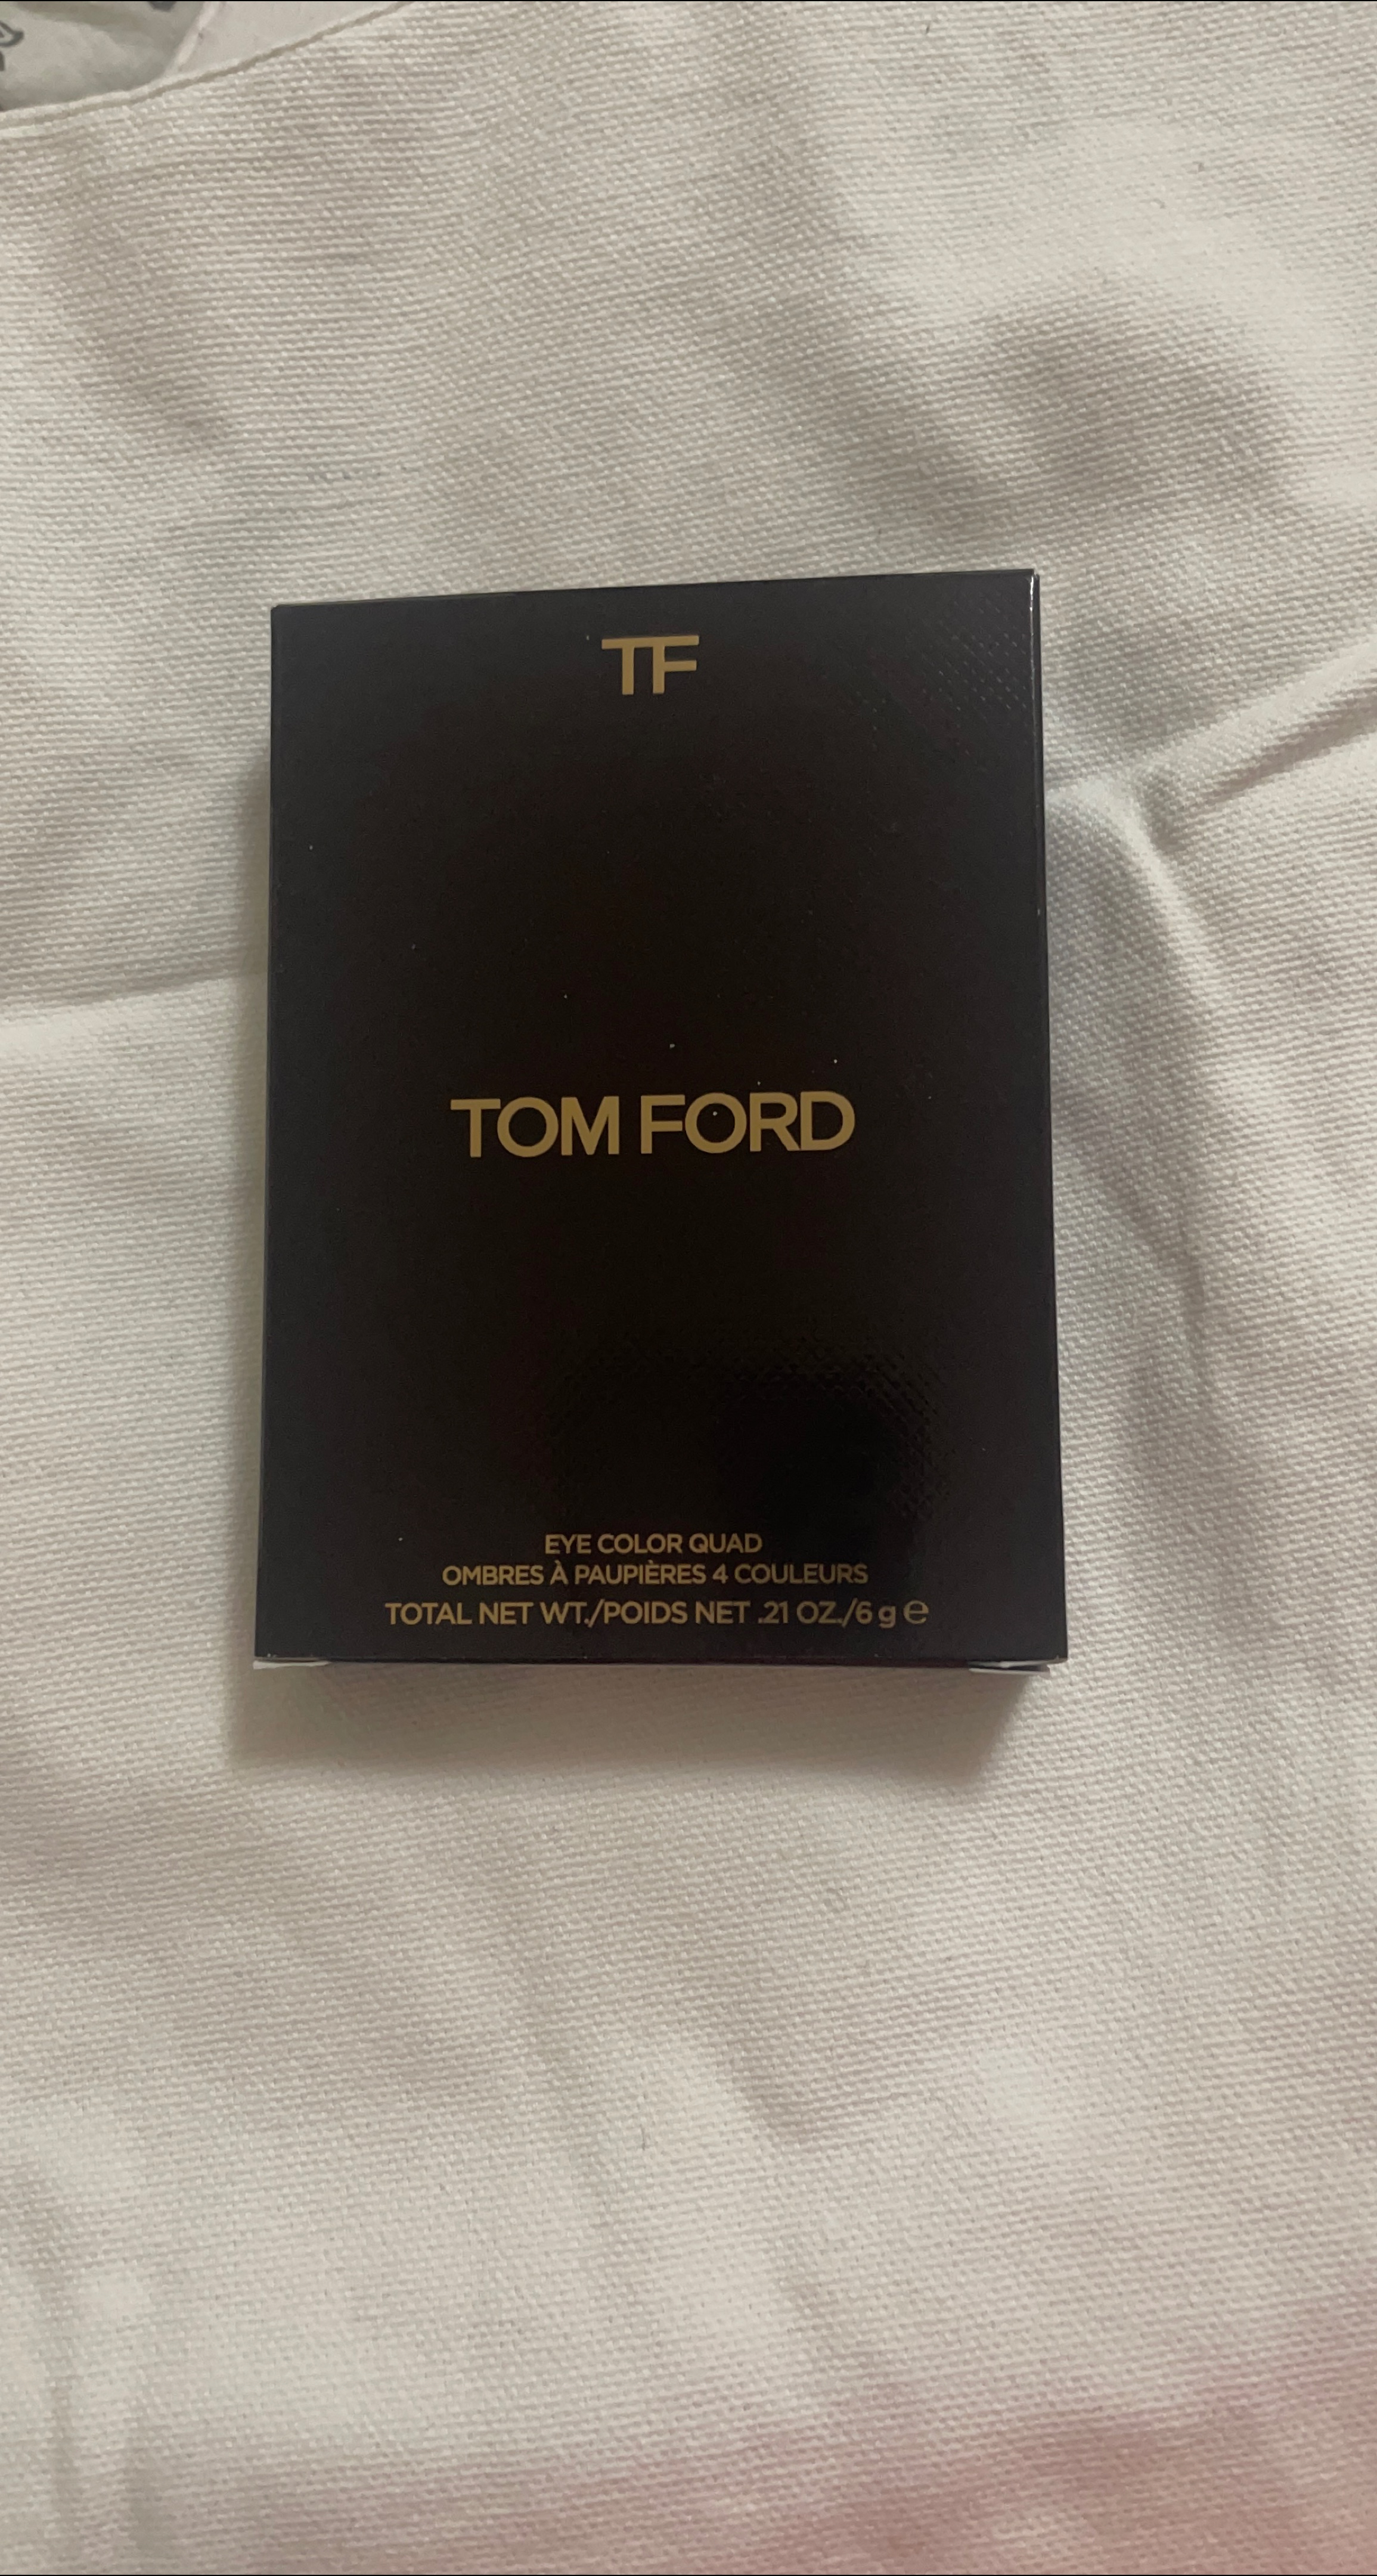 TF
TOM FORD
EYE COLOR QUAD
OMBRES À PAUPIÈRES 4 COULEURS
TOTAL NET WT./POIDS NET .21 OZ./6 g ℮